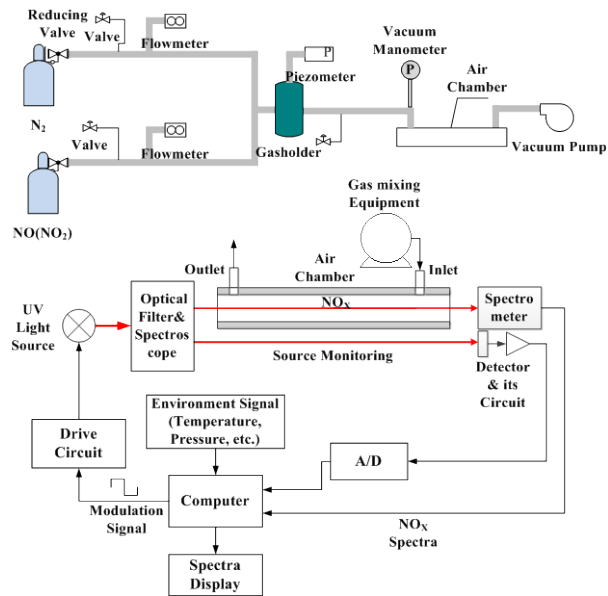 Reducing
Valve
Valve
Flowmeter
N2
Valve
Flowmeter
NO(NO2)
P
Piezometer
Gasholder
Vacuum
Manometer
P
Air
Chamber
Vacuum Pump
Gas mixing
Equipment
Outlet
Air
Chamber
Inlet
UV
Light
Source
Optical
Filter&
Spectros
cope
NOX
Spectro
meter
Source Monitoring
Detector
& its
Circuit
Environment Signal
(Temperature,
Pressure, etc.)
Drive
Circuit
A/D
Modulation
Signal
Computer
NOX
Spectra
Spectra
Display